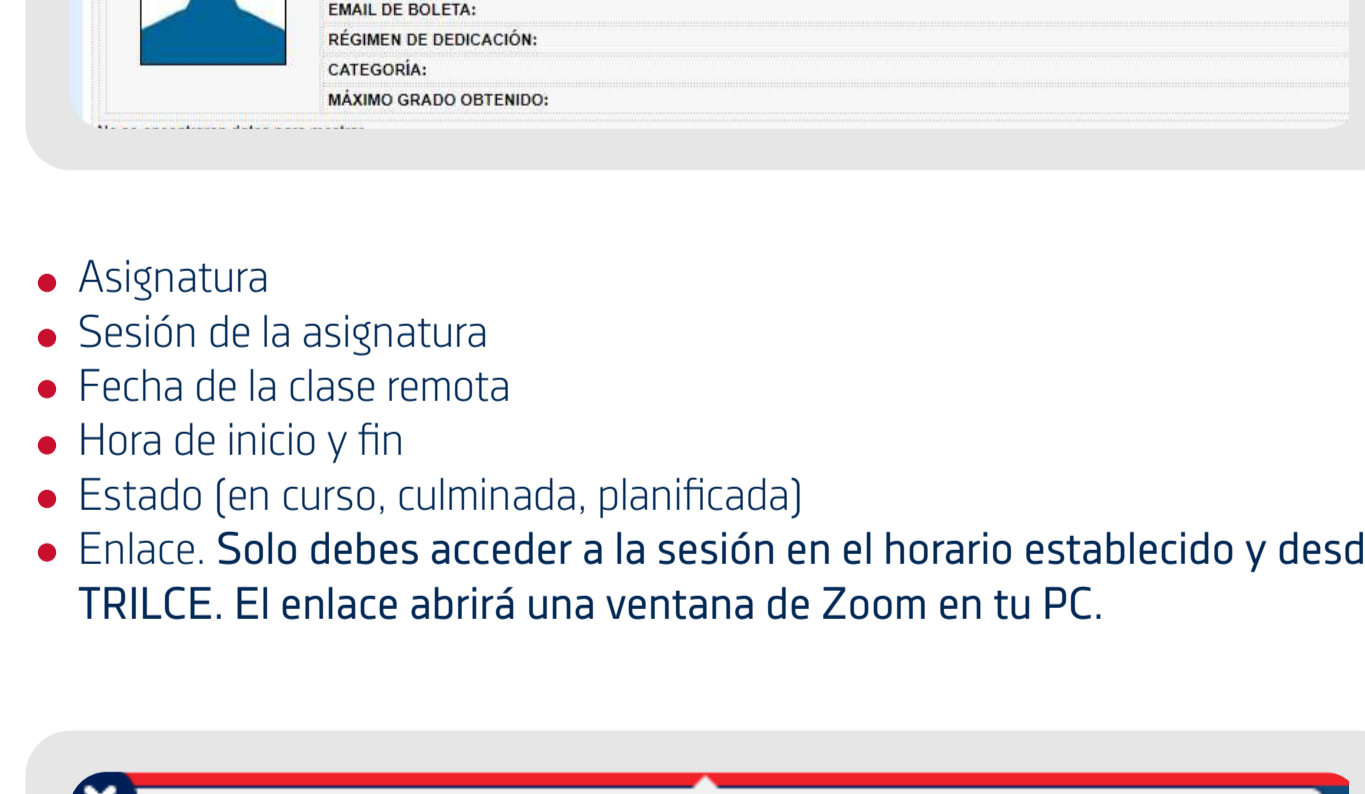 EMAIL DE BOLETA:
RÉGIMEN DE DEDICACIÓN:
CATEGORÍA:
MÁXIMO GRADO OBTENIDO:
Asignatura
Sesión de la asignatura
Fecha de la clase remota
Hora de inicio y fin
Estado (en curso, culminada, planificada)
Enlace. Solo debes acceder a la sesión en el horario establecido y desd
TRILCE. El enlace abrirá una ventana de Zoom en tu PC.